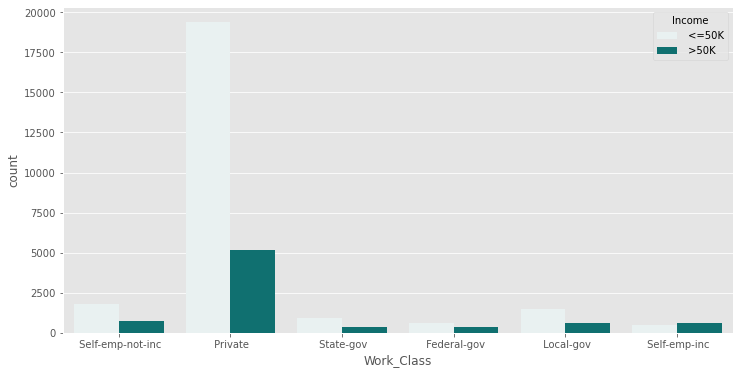 20000
17500
15000
12500
10000
7500
5000
2500
0
count
Income
<=50K
>50K
Self-emp-not-inc
Private
State-gov
Federal-gov
Local-gov
Self-emp-inc
Work_Class